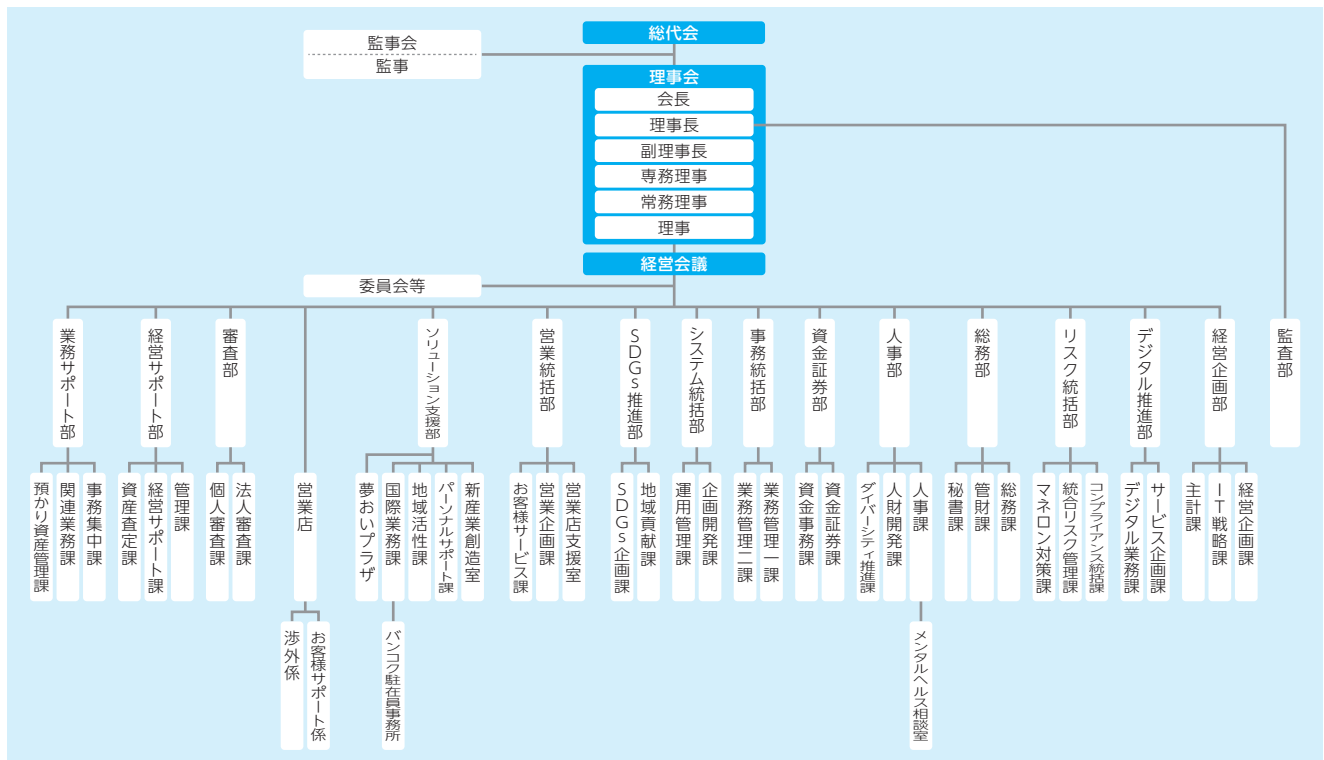 総代会
監事会
監事
理事会
会長
理事長
副理事長
専務理事
常務理事
理事
経営会議
委員会等
業務サポート部
経営サポート部
審査部
ソリューション支援部
営業統括部
SDGs推進部
システム統括部
事務統括部
資金証券部
人事部
総務部
リスク統括部
デジタル推進部
経営企画部
監査部
預かり資産管理課
関連業務課
事務集中課
資産査定課
経営サポート課
管理課
個人審査課
法人審査課
営業店
夢おいプラザ
国際業務課
地域活性課
パーソナルサポート課
新産業創造室
お客様サービス課
営業企画課
営業店支援室
SDGs企画課
地域貢献課
運用管理課
企画開発課
業務管理二課
業務管理一課
資金事務課
資金証券課
ダイバーシティ推進課
人財開発課
人事課
秘書課
管財課
総務課
マネロン対策課
統合リスク管理課
コンプライアンス統括課
デジタル業務課
サービス企画課
主計課
IT戦略課
経営企画課
渉外係
お客様サポート係
バンコク駐在員事務所
メンタルヘルス相談室